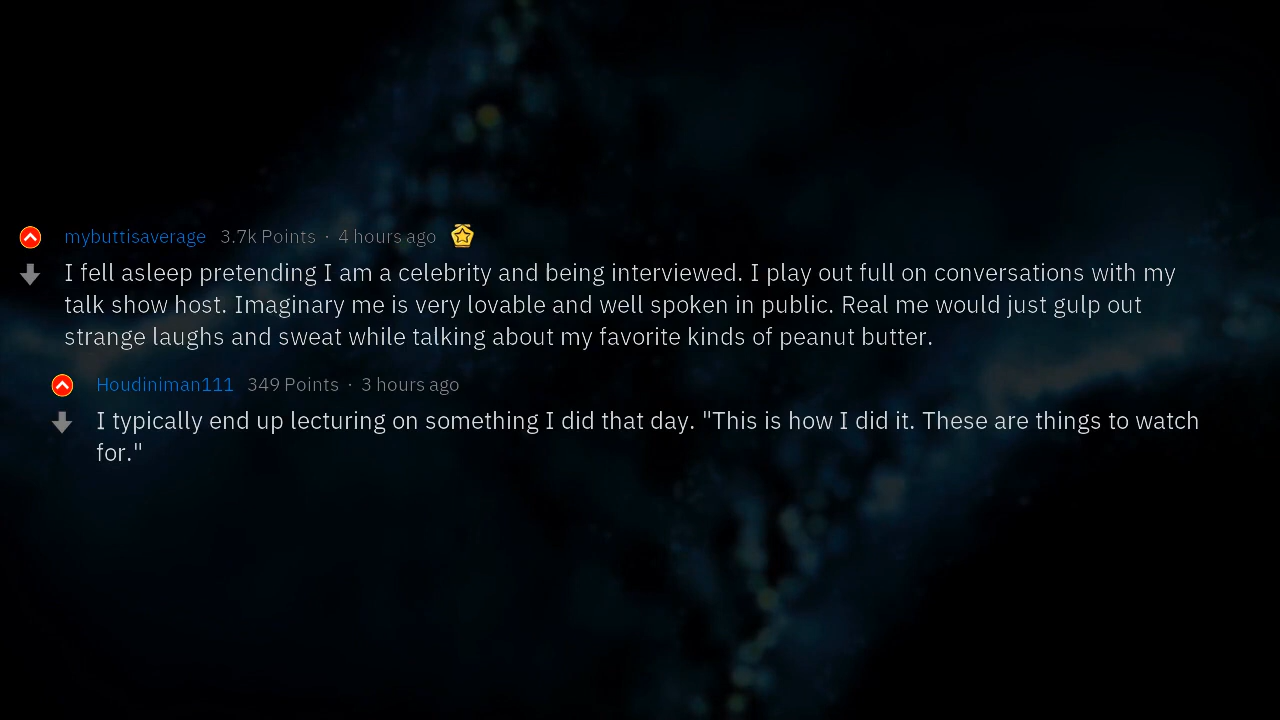 mybuttisaverage 3.7k Points · 4 hours ago
I fell asleep pretending I am a celebrity and being interviewed. I play out full on conversations with my
talk show host. Imaginary me is very lovable and well spoken in public. Real me would just gulp out
strange laughs and sweat while talking about my favorite kinds of peanut butter.
Houdiniman111 349 Points · 3 hours ago
I typically end up lecturing on something I did that day. "This is how I did it. These are things to watch
for."